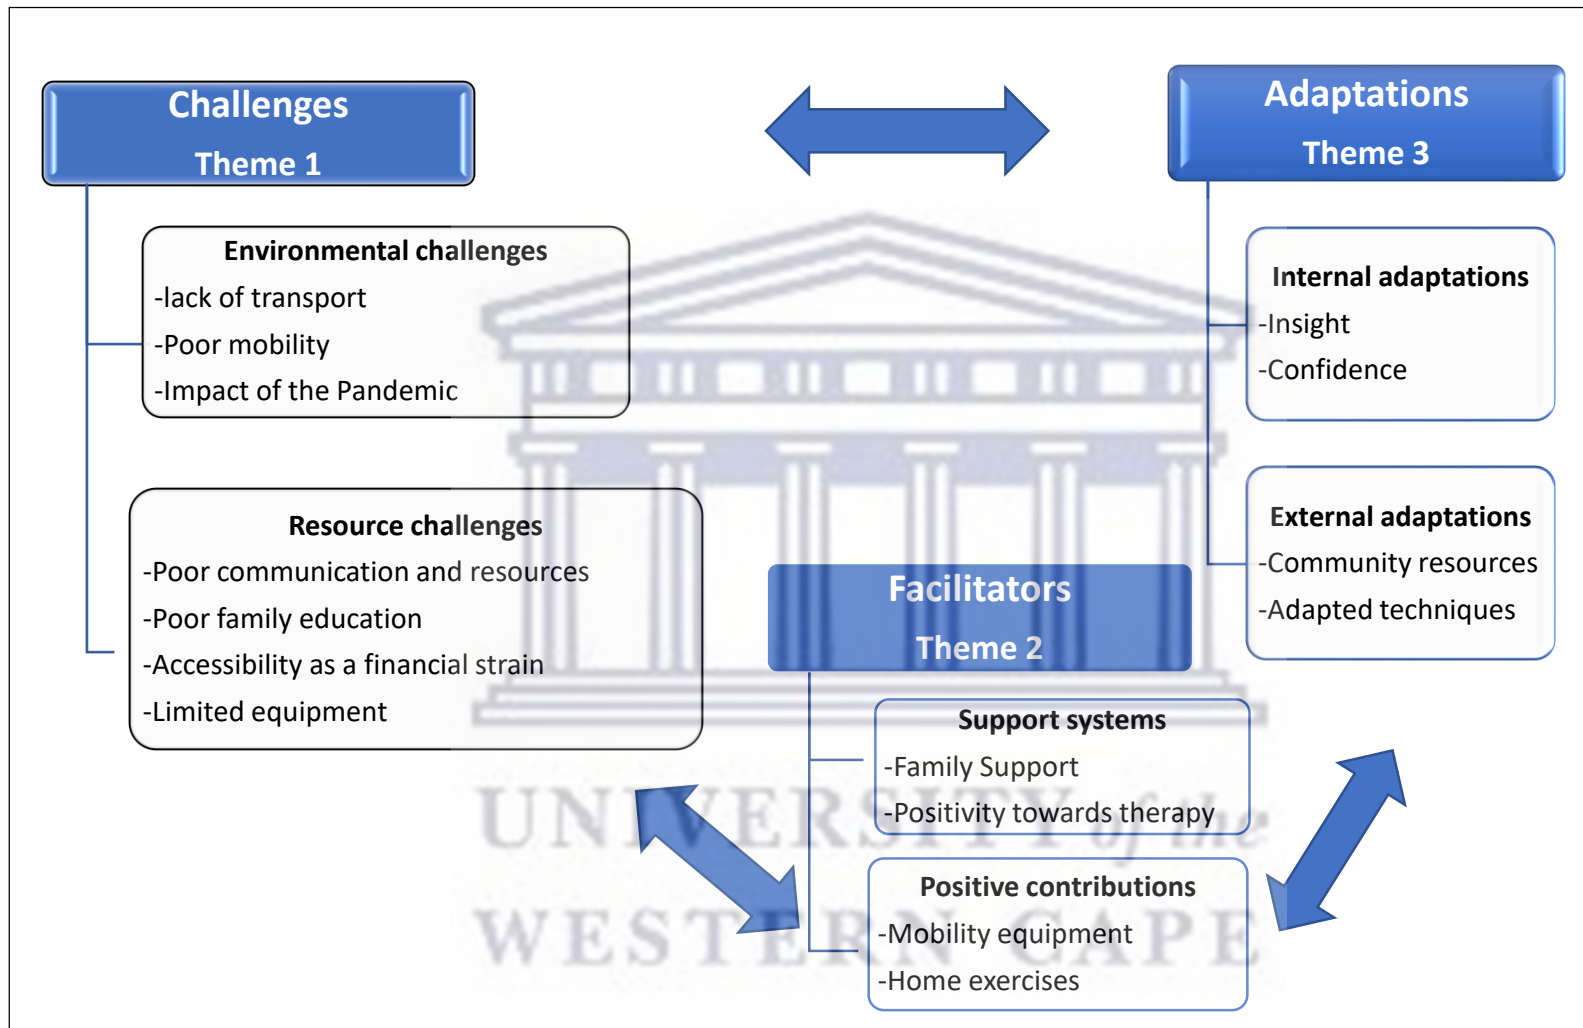 Challenges
Theme 1
Environmental challenges
-lack of transport
-Poor mobility
-Impact of the Pandemic
Resource challenges
-Poor communication and resources
-Poor family education
-Accessibility as a financial strain
-Limited equipment
Facilitators
Theme 2
Support systems
-Family Support
-Positivity towards therapy
Positive contributions
-Mobility equipment
-Home exercises
Adaptations
Theme 3
Internal adaptations
-Insight
-Confidence
External adaptations
-Community resources
-Adapted techniques
UNIVERSITY of the
WESTERN CAPE